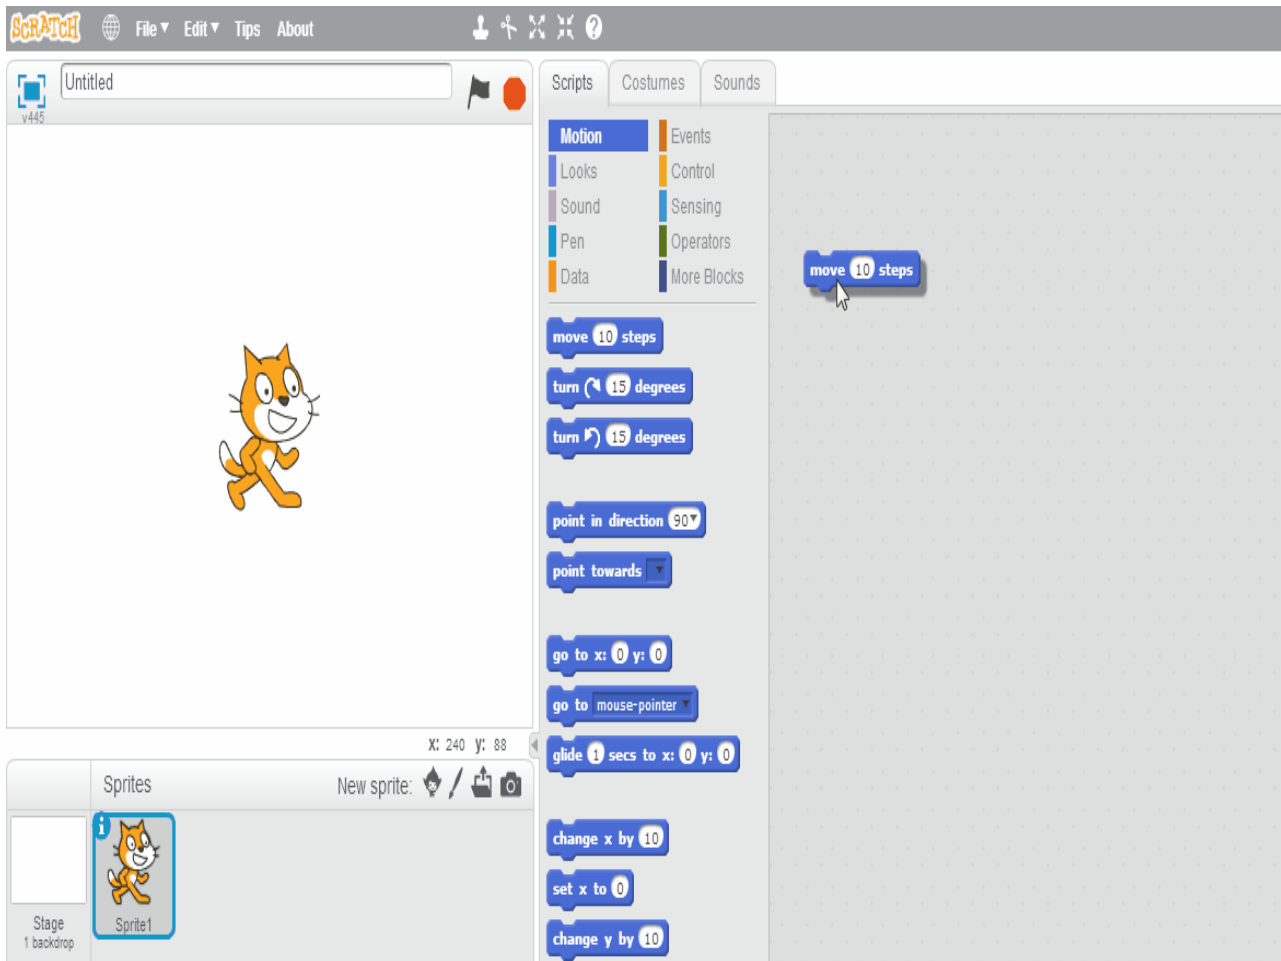 SCRATCH File Edit Tips About
Untitled
v445
Scripts Costumes Sounds
Motion Events
Looks Control
Sound Sensing
Pen Operators
Data More Blocks
move 10 steps
move 10 steps
turn 15 degrees
turn 15 degrees
point in direction 90
point towards
go to x: 0 y: 0
go to mouse-pointer
glide 1 secs to x: 0 y: 0
change x by 10
set x to 0
change y by 10
X: 240 y: 88
Sprites New sprite:
Stage
1 backdrop
Sprite1